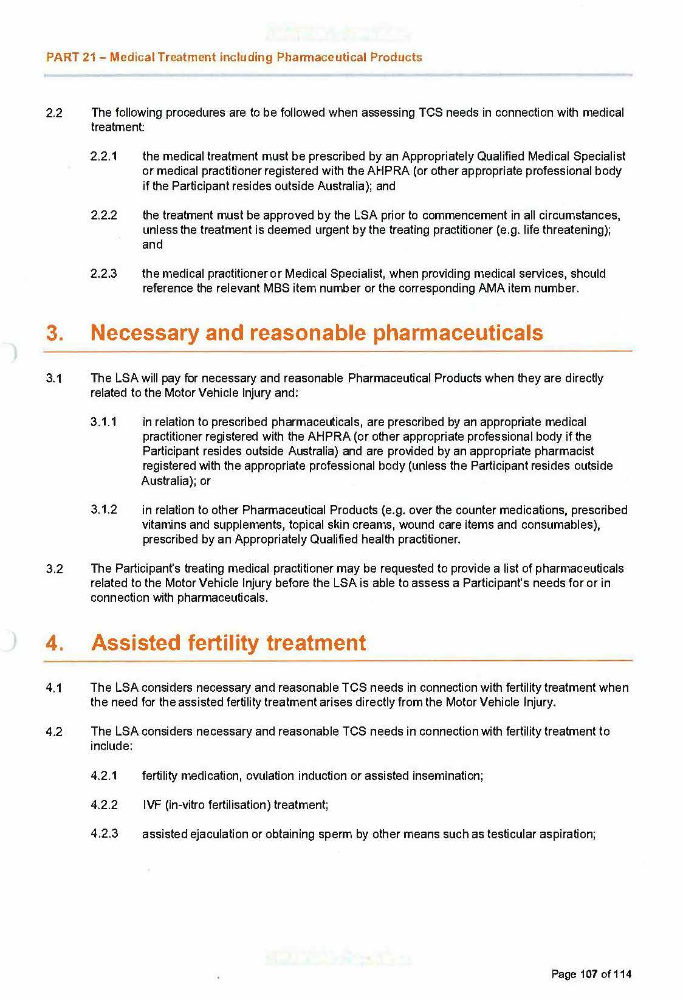 PART 21 – Medical Treatment including Pharmaceutical Products
2.2 The following procedures are to be followed when assessing TCS needs in connection with medical
treatment:
2.2.1 the medical treatment must be prescribed by an Appropriately Qualified Medical Specialist
or medical practitioner registered with the AHPRA (or other appropriate professional body
if the Participant resides outside Australia); and
2.2.2 the treatment must be approved by the LSA prior to commencement in all circumstances,
unless the treatment is deemed urgent by the treating practitioner (e.g. life threatening);
and
2.2.3 the medical practitioner or Medical Specialist, when providing medical services, should
reference the relevant MBS item number or the corresponding AMA item number.
3. Necessary and reasonable pharmaceuticals
3.1 The LSA will pay for necessary and reasonable Pharmaceutical Products when they are directly
related to the Motor Vehicle Injury and:
3.1.1 in relation to prescribed pharmaceuticals, are prescribed by an appropriate medical
practitioner registered with the AHPRA (or other appropriate professional body if the
Participant resides outside Australia) and are provided by an appropriate pharmacist
registered with the appropriate professional body (unless the Participant resides outside
Australia); or
3.1.2 in relation to other Pharmaceutical Products (e.g. over the counter medications, prescribed
vitamins and supplements, topical skin creams, wound care items and consumables),
prescribed by an Appropriately Qualified health practitioner.
3.2 The Participant's treating medical practitioner may be requested to provide a list of pharmaceuticals
related to the Motor Vehicle Injury before the LSA is able to assess a Participant's needs for or in
connection with pharmaceuticals.
4. Assisted fertility treatment
4.1 The LSA considers necessary and reasonable TCS needs in connection with fertility treatment when
the need for the assisted fertility treatment arises directly from the Motor Vehicle Injury.
4.2 The LSA considers necessary and reasonable TCS needs in connection with fertility treatment to
include:
4.2.1 fertility medication, ovulation induction or assisted insemination;
4.2.2 IVF (in-vitro fertilisation) treatment;
4.2.3 assisted ejaculation or obtaining sperm by other means such as testicular aspiration;
Page 107 of 114